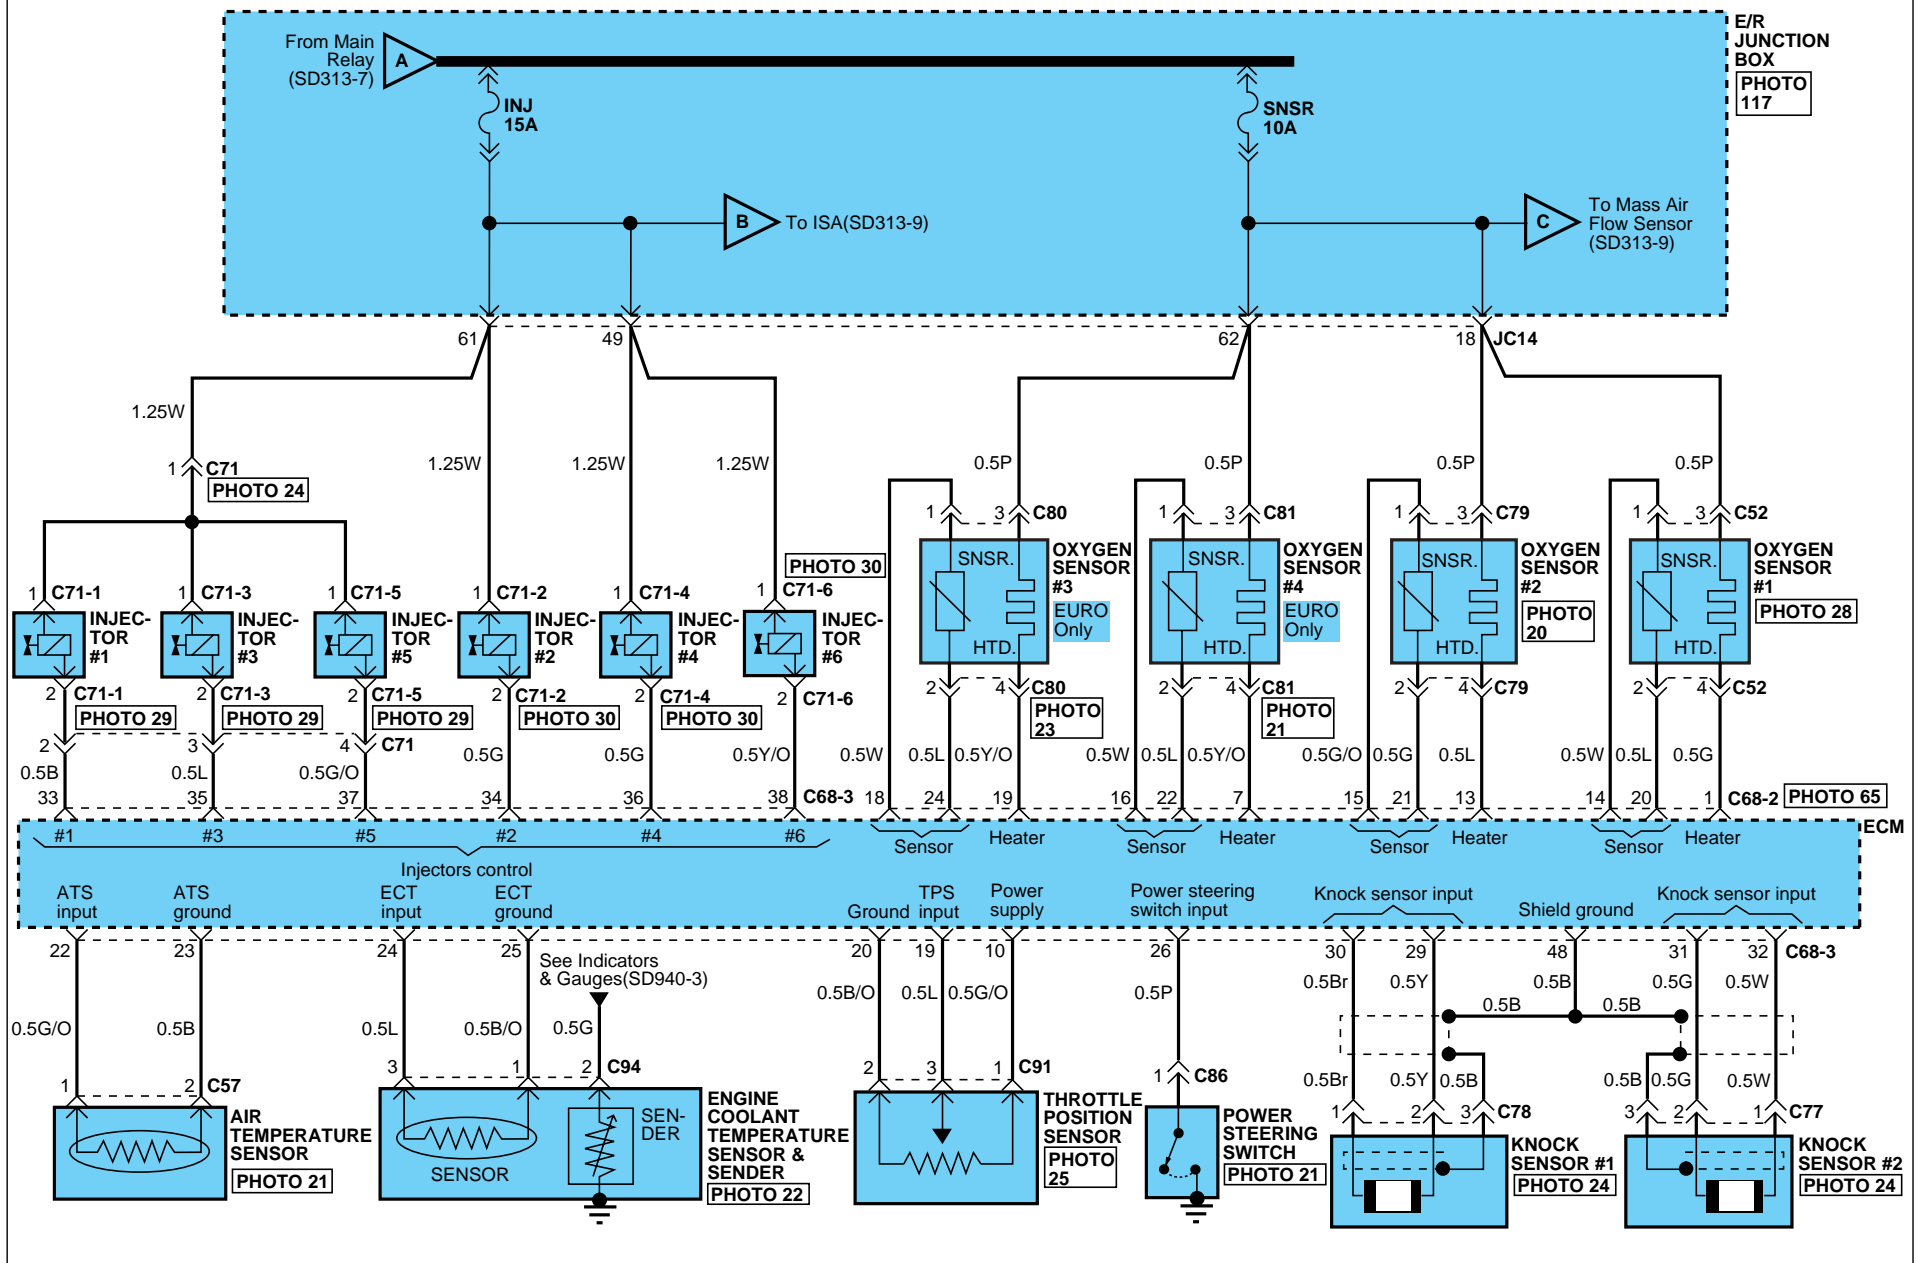 From Main
Relay
(SD313-7)
A
INJ
15A
SNSR
10A
E/R
JUNCTION
BOX
PHOTO
117
B
To ISA(SD313-9)
C
To Mass Air
Flow Sensor
(SD313-9)
61
49
62
18
JC14
1.25W
1.25W
1.25W
1.25W
0.5P
0.5P
0.5P
0.5P
1
C71
PHOTO 24
1
3
C80
1
3
C81
1
3
C79
1
3
C52
PHOTO 30
1
C71-1
1
C71-3
1
C71-5
1
C71-2
1
C71-4
1
C71-6
INJEC-
TOR
#1
INJEC-
TOR
#3
INJEC-
TOR
#5
INJEC-
TOR
#2
INJEC-
TOR
#4
INJEC-
TOR
#6
SNSR.
HTD.
OXYGEN
SENSOR
#3
EURO
Only
SNSR.
HTD.
OXYGEN
SENSOR
#4
EURO
Only
SNSR.
HTD.
OXYGEN
SENSOR
#2
PHOTO
20
SNSR.
HTD.
OXYGEN
SENSOR
#1
PHOTO 28
2
C71-1
PHOTO 29
2
C71-3
PHOTO 29
2
C71-5
PHOTO 29
2
C71-2
PHOTO 30
2
C71-4
PHOTO 30
2
C71-6
2
4
C80
PHOTO
23
2
4
C81
PHOTO
21
2
4
C79
2
4
C52
2
3
4
C71
0.5B
0.5L
0.5G/O
0.5G
0.5G
0.5Y/O
0.5W
0.5L
0.5Y/O
0.5W
0.5L
0.5Y/O
0.5G/O
0.5G
0.5L
0.5W
0.5L
0.5G
33
35
37
34
36
38
C68-3
18
24
19
16
22
7
15
21
13
14
20
1
C68-2
PHOTO 65
ECM
#1
#3
#5
#2
#4
#6
Injectors control
Sensor
Heater
Sensor
Heater
Sensor
Heater
Sensor
Heater
ATS
input
ATS
ground
ECT
input
ECT
ground
Ground
TPS
input
Power
supply
Power steering
switch input
Knock sensor input
Shield ground
Knock sensor input
22
23
24
25
20
19
10
26
30
29
48
31
32
C68-3
See Indicators
& Gauges(SD940-3)
0.5G/O
0.5B
0.5L
0.5B/O
0.5G
0.5B/O
0.5L
0.5G/O
0.5P
0.5Br
0.5Y
0.5B
0.5G
0.5W
0.5B
0.5B
0.5Br
0.5Y
0.5B
0.5B
0.5G
0.5W
1
2
C57
3
1
2
C94
2
3
1
C91
1
C86
1
2
3
C78
3
2
1
C77
AIR
TEMPERATURE
SENSOR
PHOTO 21
SENSOR
SEN-
DER
ENGINE
COOLANT
TEMPERATURE
SENSOR &
SENDER
PHOTO 22
THROTTLE
POSITION
SENSOR
PHOTO
25
POWER
STEERING
SWITCH
PHOTO 21
KNOCK
SENSOR #1
PHOTO 24
KNOCK
SENSOR #2
PHOTO 24